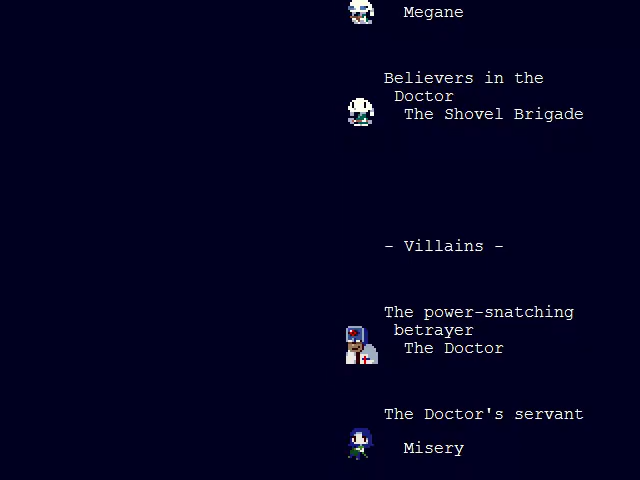 Megane
Believers in the
Doctor
The Shovel Brigade
- Villains -
The power-snatching
betrayer
The Doctor
The Doctor's servant
Misery